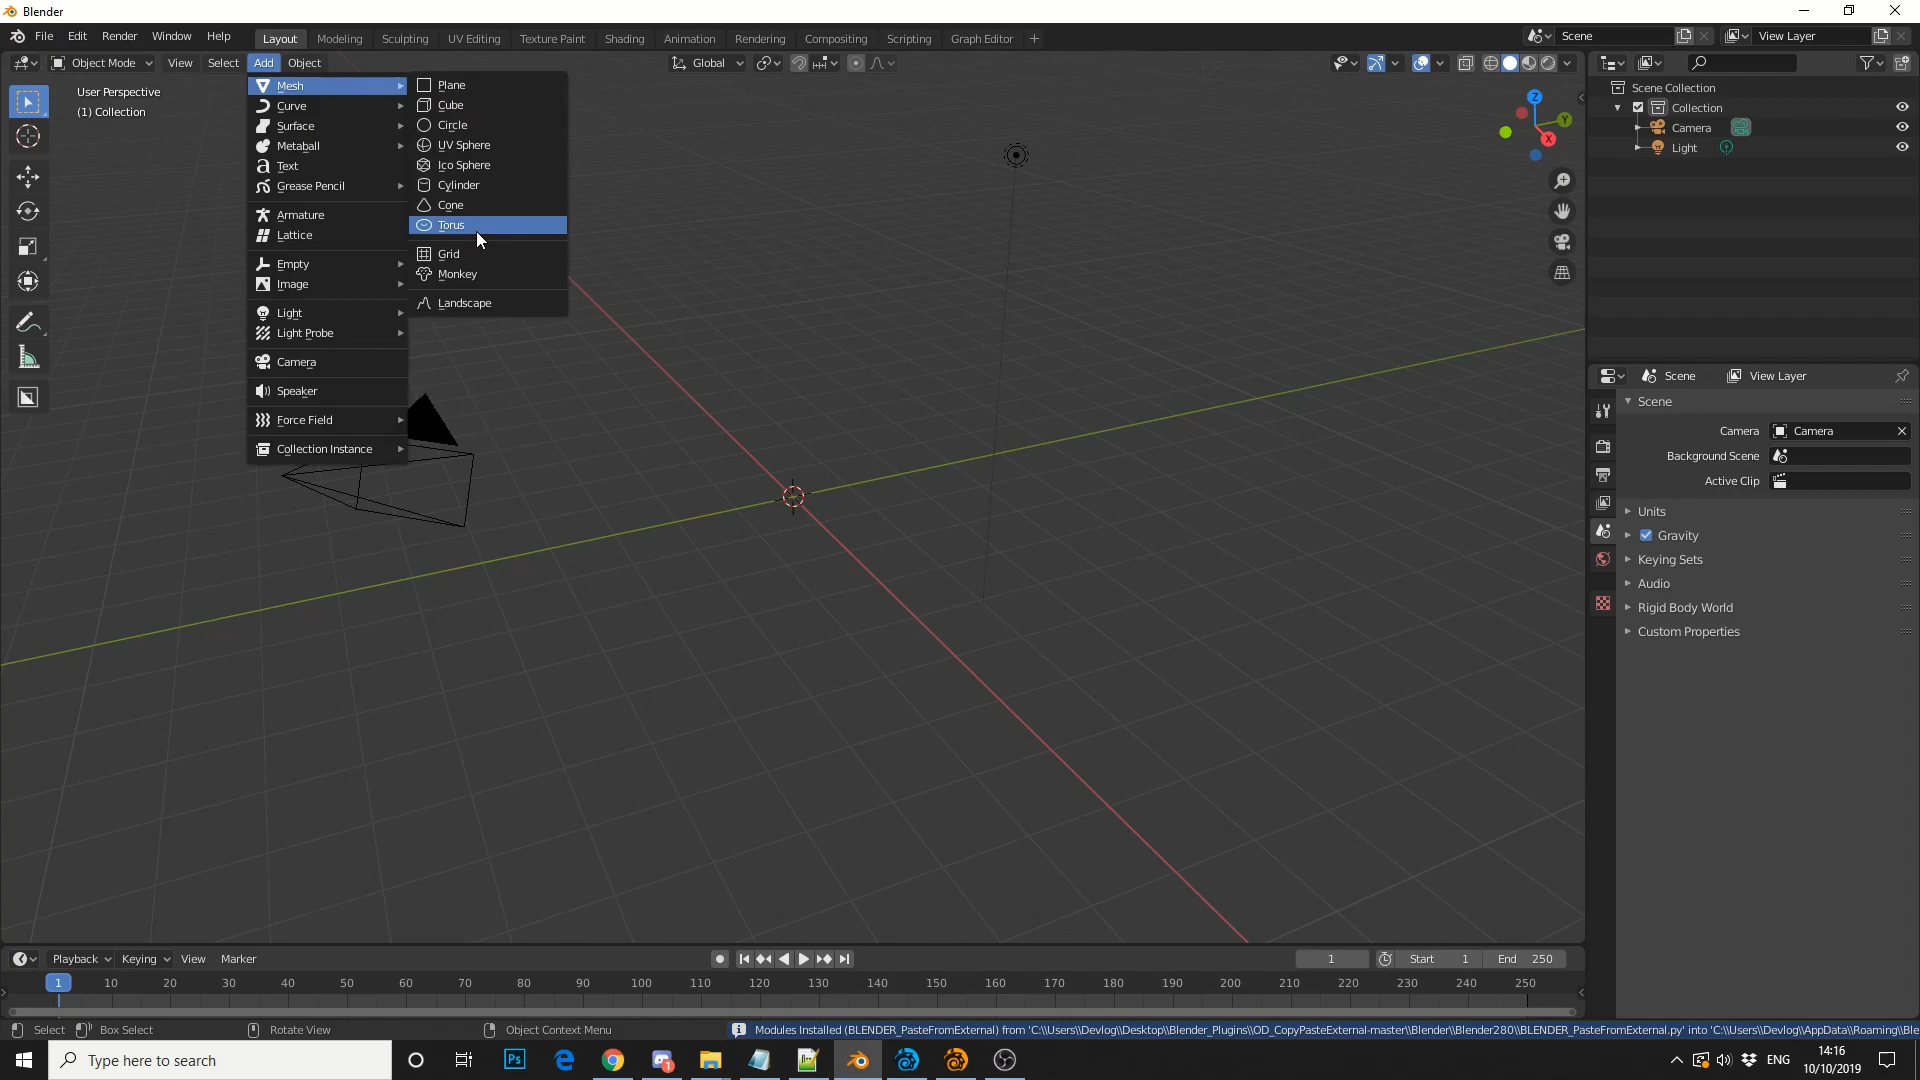 Blender
File Edit Render Window Help Layout Modeling Sculpting UV Editing Texture Paint Shading Animation Rendering Compositing Scripting Graph Editor + Scene View Layer
Object Mode View Select Add Object Global
User Perspective
(1) Collection
Mesh
Curve
Surface
Metaball
Text
Grease Pencil
Armature
Lattice
Empty
Image
Light
Light Probe
Camera
Speaker
Force Field
Collection Instance
Plane
Cube
Circle
UV Sphere
Ico Sphere
Cylinder
Cone
Torus
Grid
Monkey
Landscape
Z
Y
X
Scene Collection
Collection
Camera
Light
Scene View Layer
Scene
Camera Camera
Background Scene
Active Clip
Units
Gravity
Keying Sets
Audio
Rigid Body World
Custom Properties
Playback Keying View Marker 1 Start 1 End 250
1 10 20 30 40 50 60 70 80 90 100 110 120 130 140 150 160 170 180 190 200 210 220 230 240 250
Select Box Select Rotate View Object Context Menu Modules Installed (BLENDER_PasteFromExternal) from 'C:\\Users\\Devlog\\Desktop\\Blender_Plugins\\OD_CopyPasteExternal-master\\Blender\\Blender280\\BLENDER_PasteFromExternal.py' into 'C:\\Users\\Devlog\\AppData\\Roaming\\Ble
Type here to search Ps 1 ENG 14:16
10/10/2019